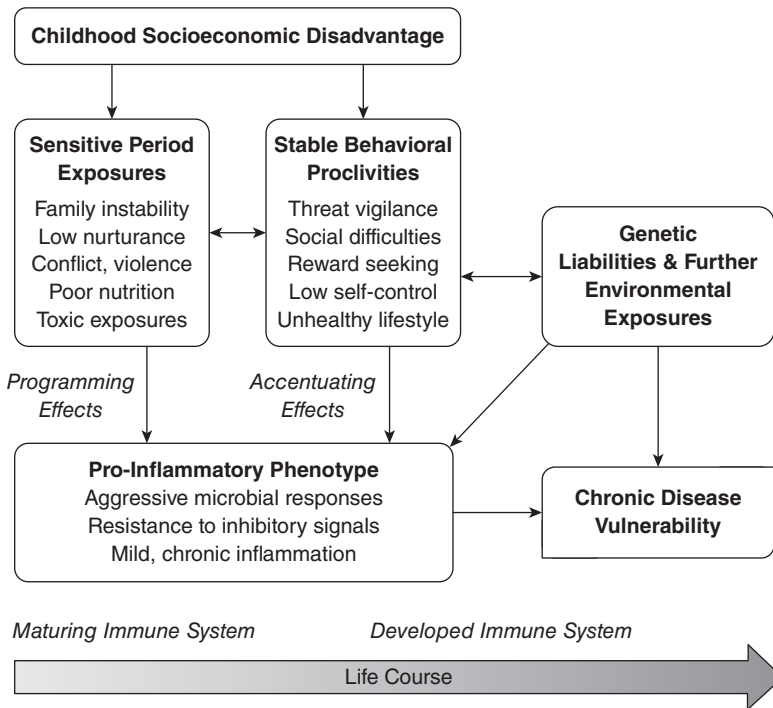 Childhood Socioeconomic Disadvantage
Sensitive Period
Exposures
Family instability
Low nurturance
Conflict, violence
Poor nutrition
Toxic exposures
Stable Behavioral
Proclivities
Threat vigilance
Social difficulties
Reward seeking
Low self-control
Unhealthy lifestyle
Genetic
Liabilities & Further
Environmental
Exposures
Programming
Effects
Accentuating
Effects
Pro-Inflammatory Phenotype
Aggressive microbial responses
Resistance to inhibitory signals
Mild, chronic inflammation
Chronic Disease
Vulnerability
Maturing Immune System
Developed Immune System
Life Course